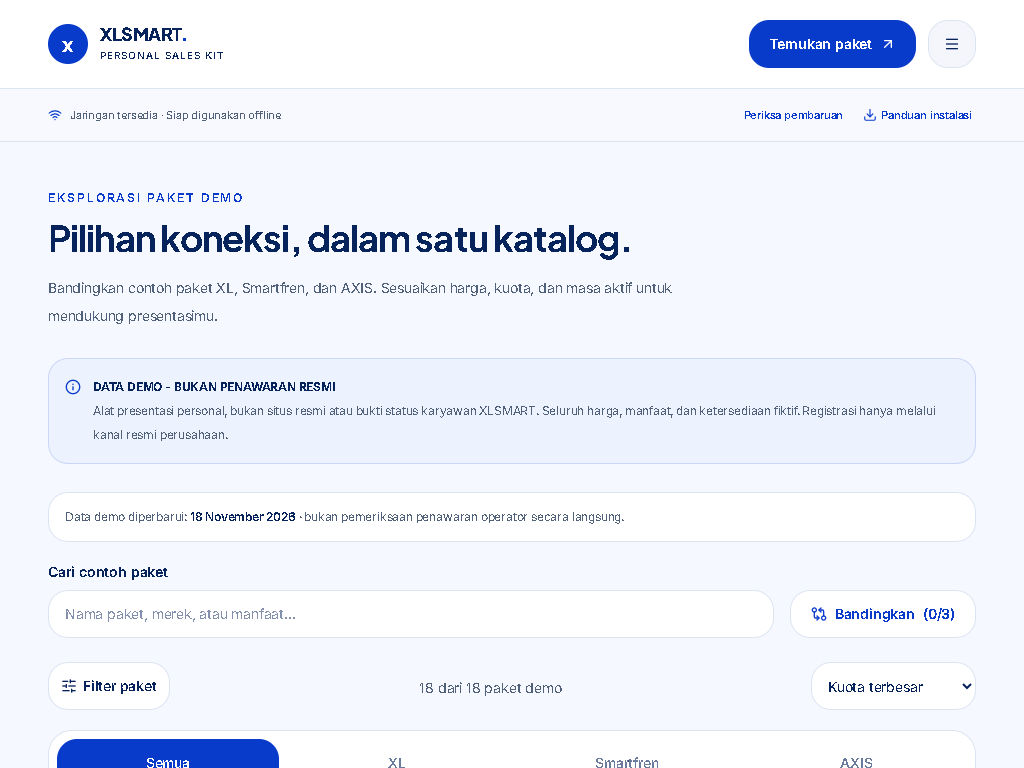 x
XLSMART.
PERSONAL SALES KIT
Temukan paket
Jaringan tersedia · Siap digunakan offline
Periksa pembaruan
Panduan instalasi
EKSPLORASI PAKET DEMO
Pilihan koneksi, dalam satu katalog.
Bandingkan contoh paket XL, Smartfren, dan AXIS. Sesuaikan harga, kuota, dan masa aktif untuk
mendukung presentasimu.
DATA DEMO - BUKAN PENAWARAN RESMI
Alat presentasi personal, bukan situs resmi atau bukti status karyawan XLSMART. Seluruh harga, manfaat, dan ketersediaan fiktif. Registrasi hanya melalui
kanal resmi perusahaan.
Data demo diperbarui: 18 November 2026 · bukan pemeriksaan penawaran operator secara langsung.
Cari contoh paket
Nama paket, merek, atau manfaat...
Bandingkan (0/3)
Filter paket
18 dari 18 paket demo
Kuota terbesar
Semua
XL
Smartfren
AXIS